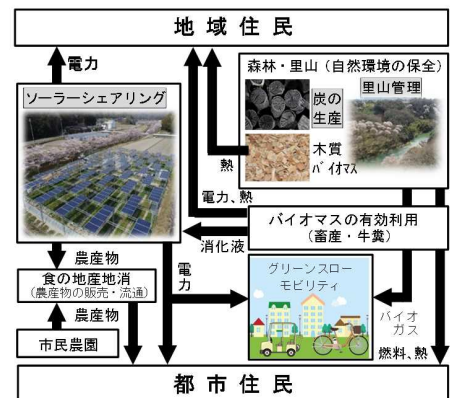 地域住民
電力
ソーラーシェアリング
森林・里山（自然環境の保全）
炭の
生産
里山管理
木質
バイオマス
熱
電力、熱
バイオマスの有効利用
（畜産・牛糞）
消化液
農産物
食の地産地消
（農産物の販売・流通）
農産物
市民農園
電
力
グリーンスロー
モビリティ
バイオ
ガス
燃料、熱
都市住民